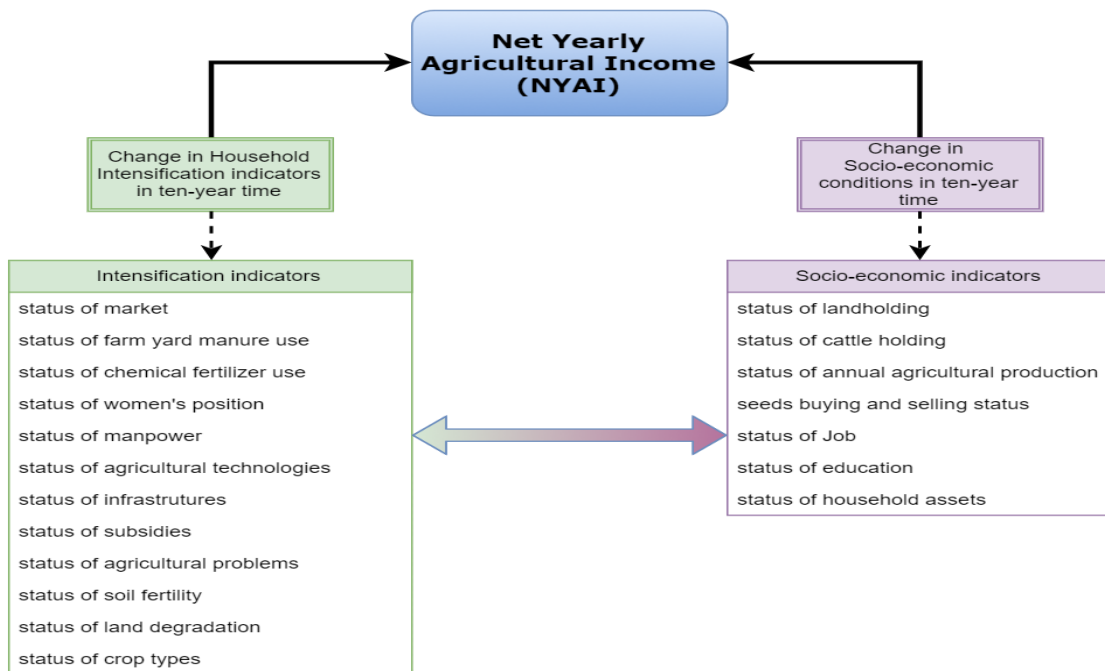 Net Yearly
Agricultural Income
(NYAI)
Change in Household
Intensification indicators
in ten-year time
Change in
Socio-economic
conditions in ten-year
time
Intensification indicators
status of market
status of farm yard manure use
status of chemical fertilizer use
status of women's position
status of manpower
status of agricultural technologies
status of infrastrutures
status of subsidies
status of agricultural problems
status of soil fertility
status of land degradation
status of crop types
Socio-economic indicators
status of landholding
status of cattle holding
status of annual agricultural production
seeds buying and selling status
status of Job
status of education
status of household assets